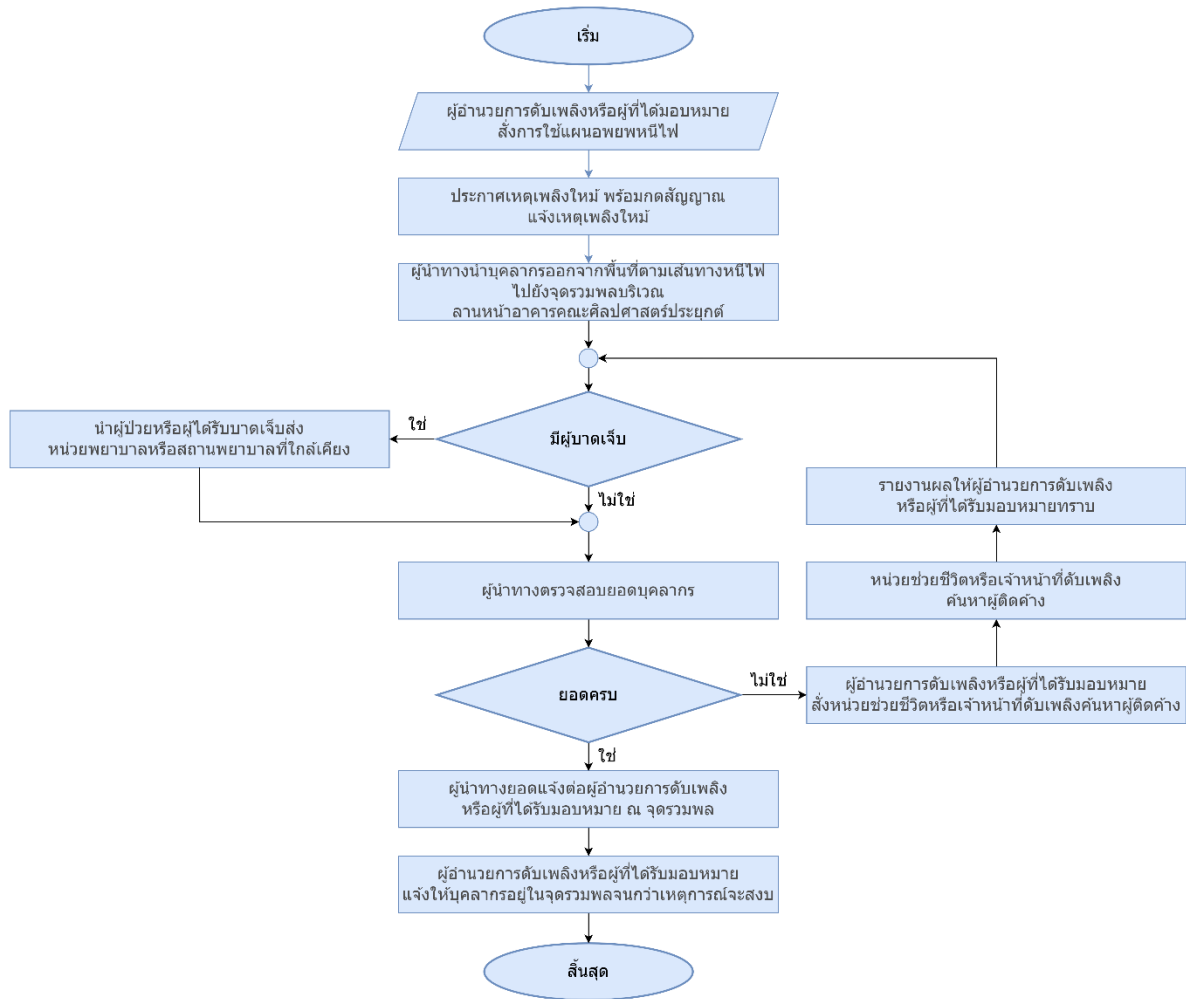 เริ่ม
ผู้อำนวยการดับเพลิงหรือผู้ที่ได้มอบหมาย
สั่งการใช้แผนอพยพหนีไฟ
ประกาศเหตุเพลิงใหม้ พร้อมกดสัญญาณ
แจ้งเหตุเพลิงใหม้
ผู้นำทางนำบุคลากรออกจากพื้นที่ตามเส้นทางหนีไฟ
ไปยังจุดรวมพลบริเวณ
ลานหน้าอาคารคณะศิลปศาสตร์ประยุกต์
มีผู้บาดเจ็บ
ใช่
นำผู้ป่วยหรือผู้ได้รับบาดเจ็บส่ง
หน่วยพยาบาลหรือสถานพยาบาลที่ใกล้เคียง
ไม่ใช่
ผู้นำทางตรวจสอบยอดบุคลากร
ยอดครบ
ไม่ใช่
ผู้อำนวยการดับเพลิงหรือผู้ที่ได้รับมอบหมาย
สั่งหน่วยช่วยชีวิตหรือเจ้าหน้าที่ดับเพลิงค้นหาผู้ติดค้าง
หน่วยช่วยชีวิตหรือเจ้าหน้าที่ดับเพลิง
ค้นหาผู้ติดค้าง
รายงานผลให้ผู้อำนวยการดับเพลิง
หรือผู้ที่ได้รับมอบหมายทราบ
ใช่
ผู้นำทางยอดแจ้งต่อผู้อำนวยการดับเพลิง
หรือผู้ที่ได้รับมอบหมาย ณ จุดรวมพล
ผู้อำนวยการดับเพลิงหรือผู้ที่ได้รับมอบหมาย
แจ้งให้บุคลากรอยู่ในจุดรวมพลจนกว่าเหตุการณ์จะสงบ
สิ้นสุด